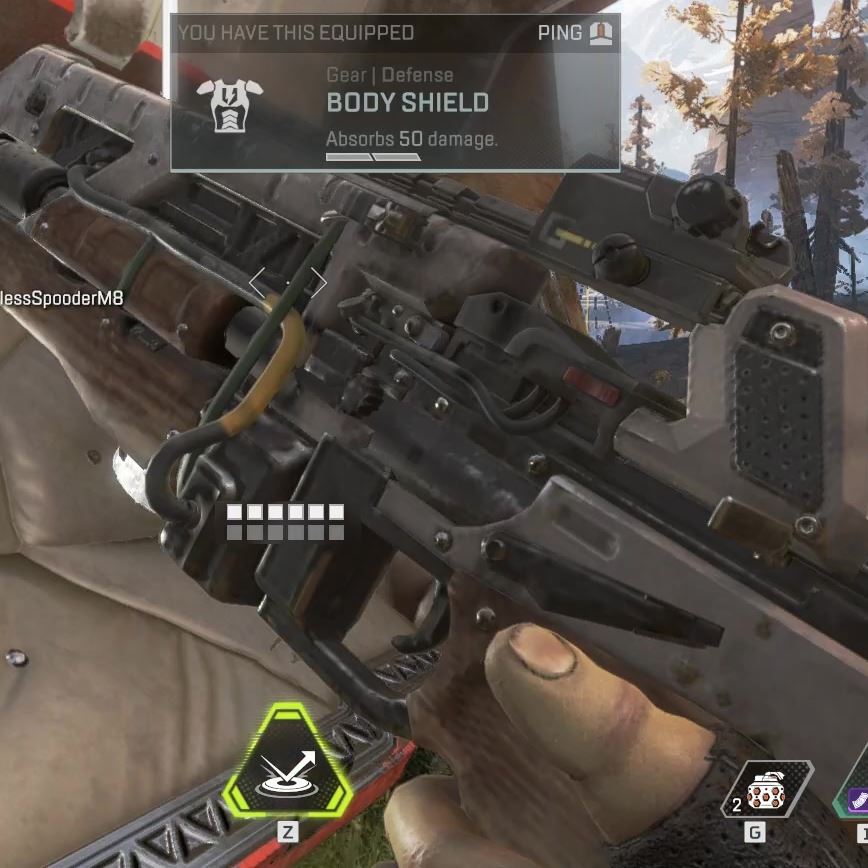 YOU HAVE THIS EQUIPPED PING
Gear | Defense
BODY SHIELD
Absorbs 50 damage.
lessSpooderM8
Z
2
G